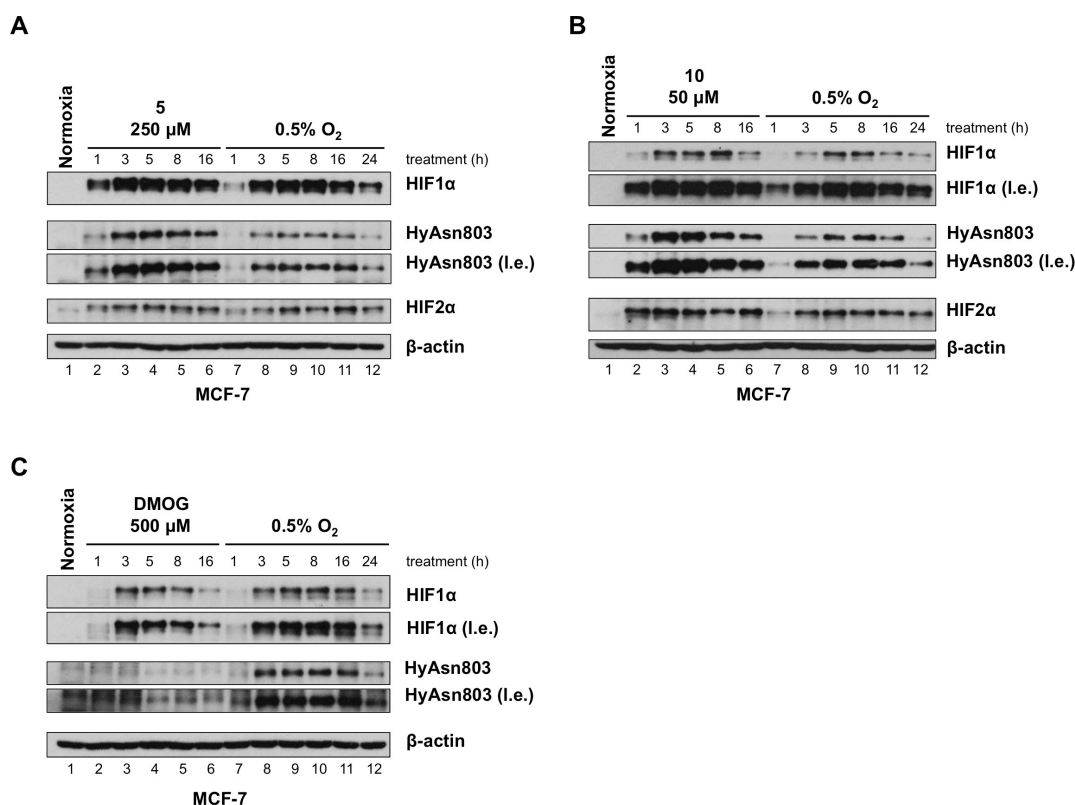 A
Normoxia
5
250 µM
0.5% O₂
1 3 5 8 16 1 3 5 8 16 24 treatment (h)
HIF1α
HyAsn803
HyAsn803 (l.e.)
HIF2α
β-actin
1 2 3 4 5 6 7 8 9 10 11 12
MCF-7
B
Normoxia
10
50 µM
0.5% O₂
1 3 5 8 16 1 3 5 8 16 24 treatment (h)
HIF1α
HIF1α (l.e.)
HyAsn803
HyAsn803 (l.e.)
HIF2α
β-actin
1 2 3 4 5 6 7 8 9 10 11 12
MCF-7
C
Normoxia
DMOG
500 µM
0.5% O₂
1 3 5 8 16 1 3 5 8 16 24 treatment (h)
HIF1α
HIF1α (l.e.)
HyAsn803
HyAsn803 (l.e.)
β-actin
1 2 3 4 5 6 7 8 9 10 11 12
MCF-7